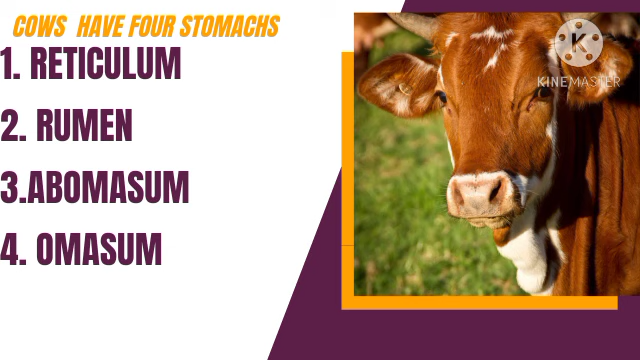 COWS HAVE FOUR STOMACHS
1. RETICULUM
2. RUMEN
3.ABOMASUM
4. OMASUM
K
KINEMASTER